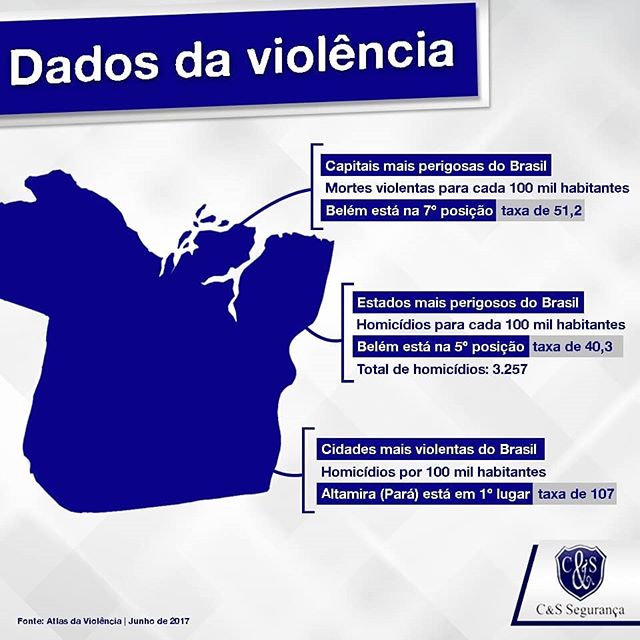 Dados da violência
Capitais mais perigosas do Brasil
Mortes violentas para cada 100 mil habitantes
Belém está na 7º posição taxa de 51,2
Estados mais perigosos do Brasil
Homicídios para cada 100 mil habitantes
Belém está na 5º posição taxa de 40,3
Total de homicídios: 3.257
Cidades mais violentas do Brasil
Homicídios por 100 mil habitantes
Altamira (Pará) está em 1º lugar taxa de 107
C&S
C&S Segurança
Fonte: Atlas da Violência | Junho de 2017